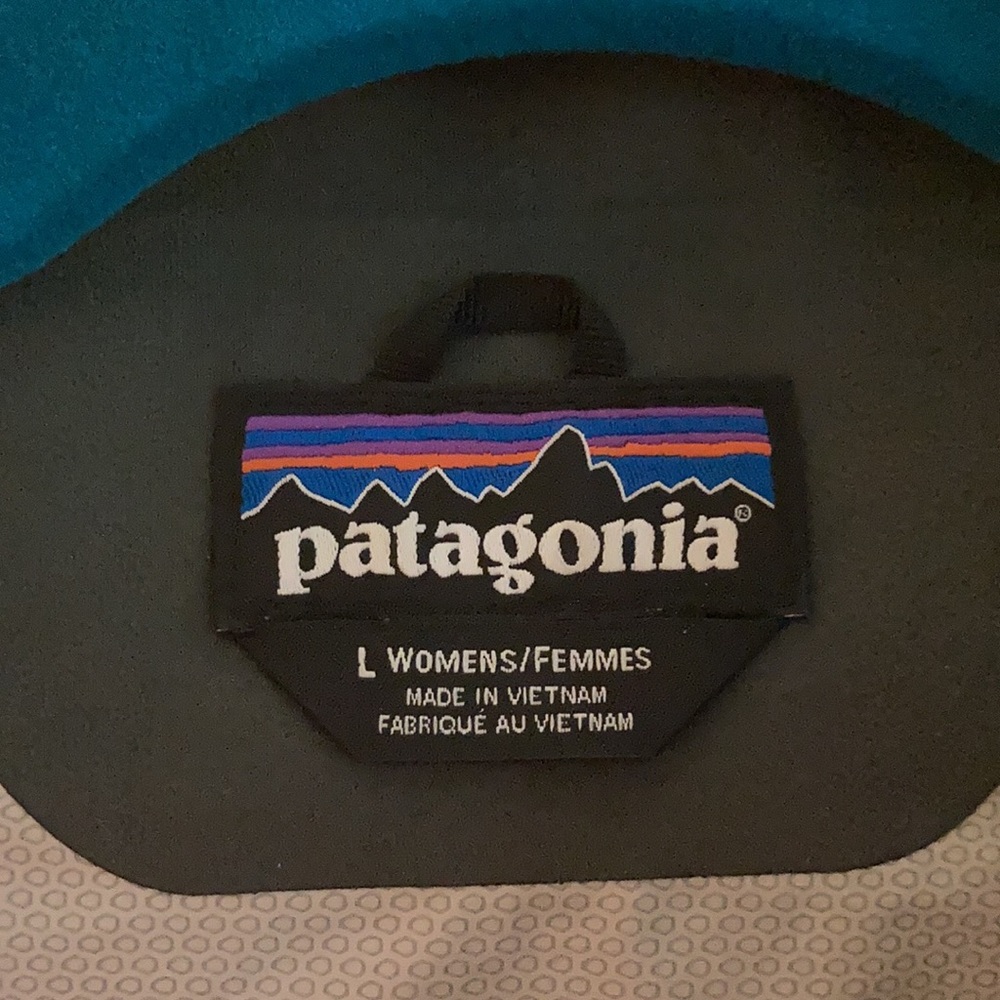 patagonia®
L WOMENS/FEMMES
MADE IN VIETNAM
FABRIQUÉ AU VIETNAM